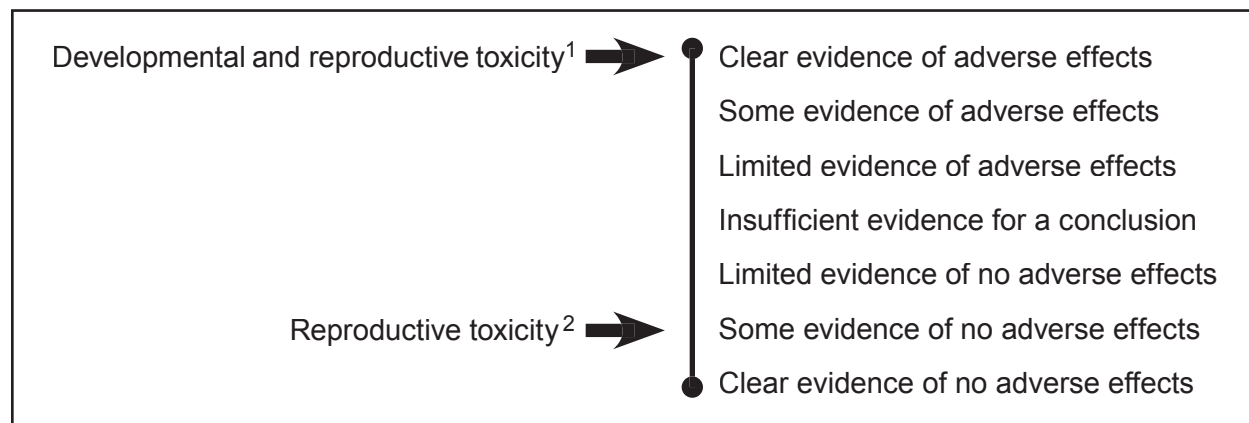 Developmental and reproductive toxicity¹ Clear evidence of adverse effects
Some evidence of adverse effects
Limited evidence of adverse effects
Insufficient evidence for a conclusion
Limited evidence of no adverse effects
Reproductive toxicity² Some evidence of no adverse effects
Clear evidence of no adverse effects